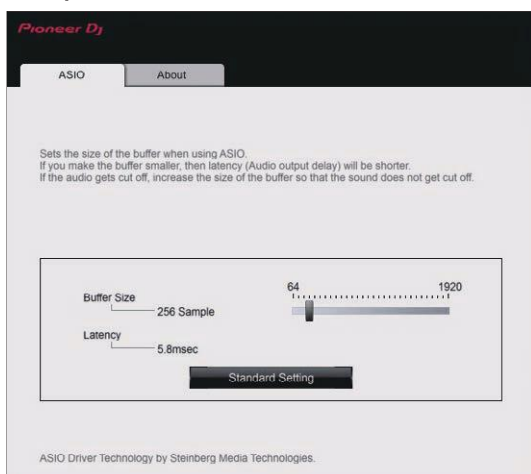 Pioneer Dj
ASIO
About
Sets the size of the buffer when using ASIO.
If you make the buffer smaller, then latency (Audio output delay) will be shorter.
If the audio gets cut off, increase the size of the buffer so that the sound does not get cut off.
64
1920
Buffer Size
256 Sample
Latency
5.8msec
Standard Setting
ASIO Driver Technology by Steinberg Media Technologies.